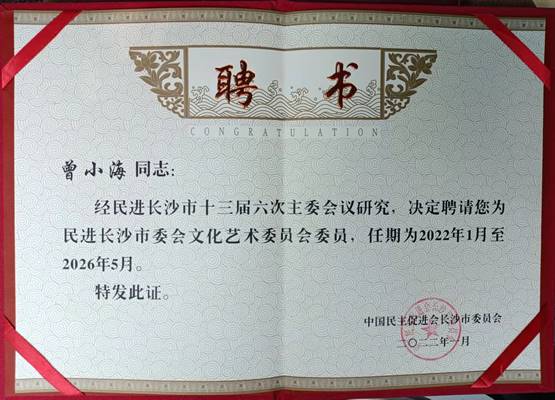 聘书
CONGRATULATION
曾小海 同志:
经民进长沙市十三届六次主委会议研究，决定聘请您为
民进长沙市委会文化艺术委员会委员，任期为2022年1月至
2026年5月。
特发此证。
中国民主促进会长沙市委员会
二〇二二年一月